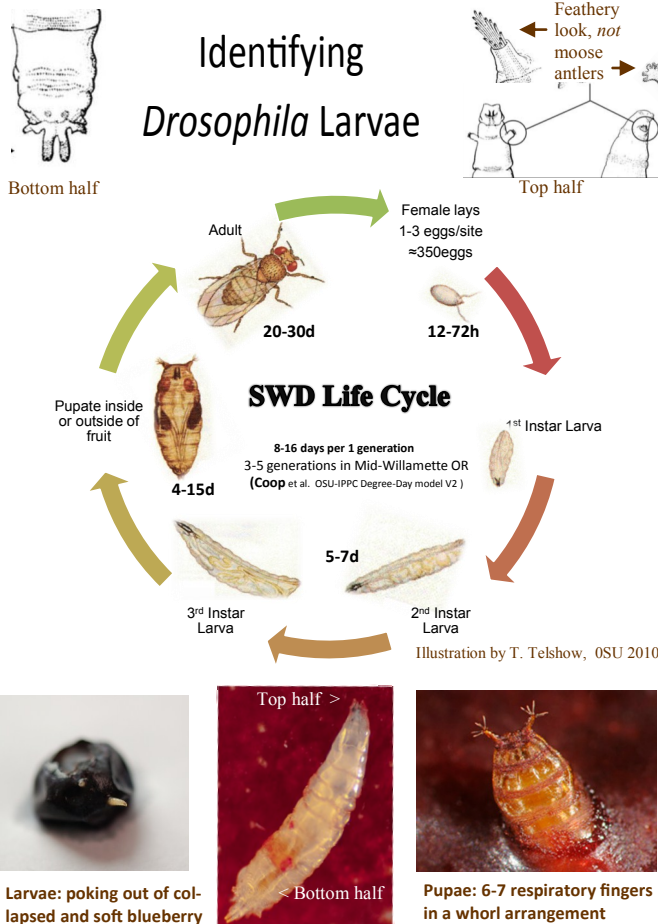 Identifying
Drosophila Larvae
Feathery
look, not
moose
antlers
Bottom half
Top half
Adult
20-30d
Female lays
1-3 eggs/site
≈350eggs
12-72h
SWD Life Cycle
8-16 days per 1 generation
3-5 generations in Mid-Willamette OR
(Coop et al. OSU-IPPC Degree-Day model V2 )
1st Instar Larva
Pupate inside
or outside of
fruit
4-15d
5-7d
3rd Instar
Larva
2nd Instar
Larva
Illustration by T. Telshow, 0SU 2010
Top half >
< Bottom half
Larvae: poking out of col-
lapsed and soft blueberry
Pupae: 6-7 respiratory fingers
in a whorl arrangement